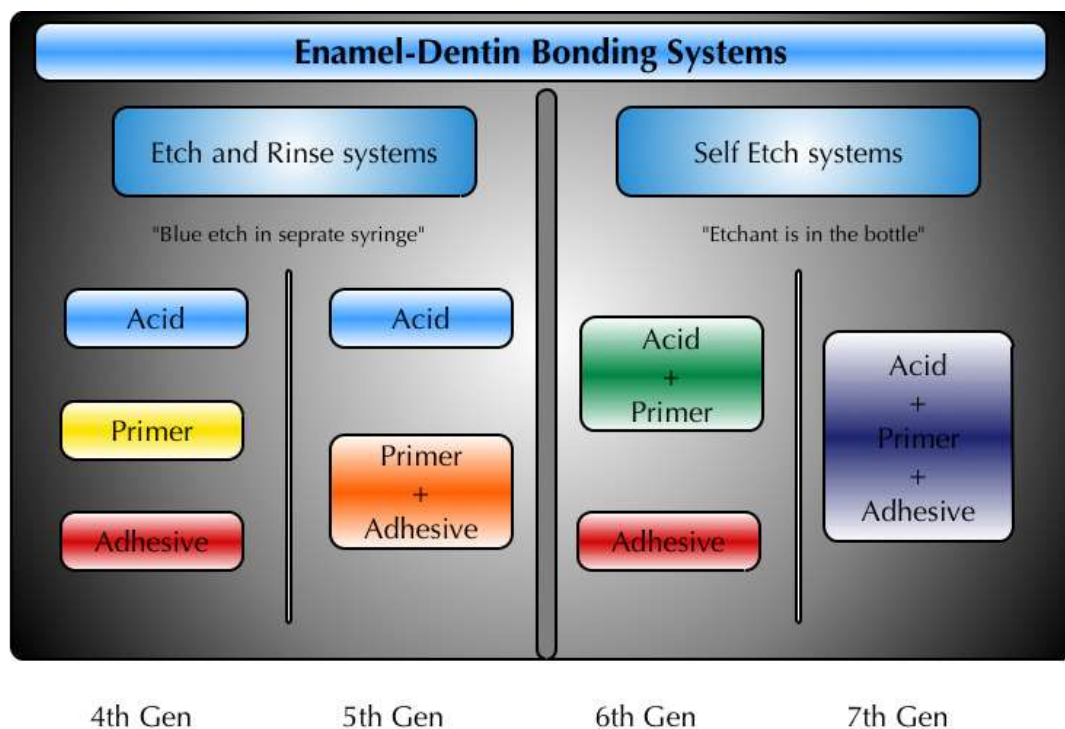 Enamel-Dentin Bonding Systems
Etch and Rinse systems
"Blue etch in seprate syringe"
Acid
Primer
Adhesive
Acid
Primer
+
Adhesive
Self Etch systems
"Etchant is in the bottle"
Acid
+
Primer
Adhesive
Acid
+
Primer
+
Adhesive
4th Gen
5th Gen
6th Gen
7th Gen